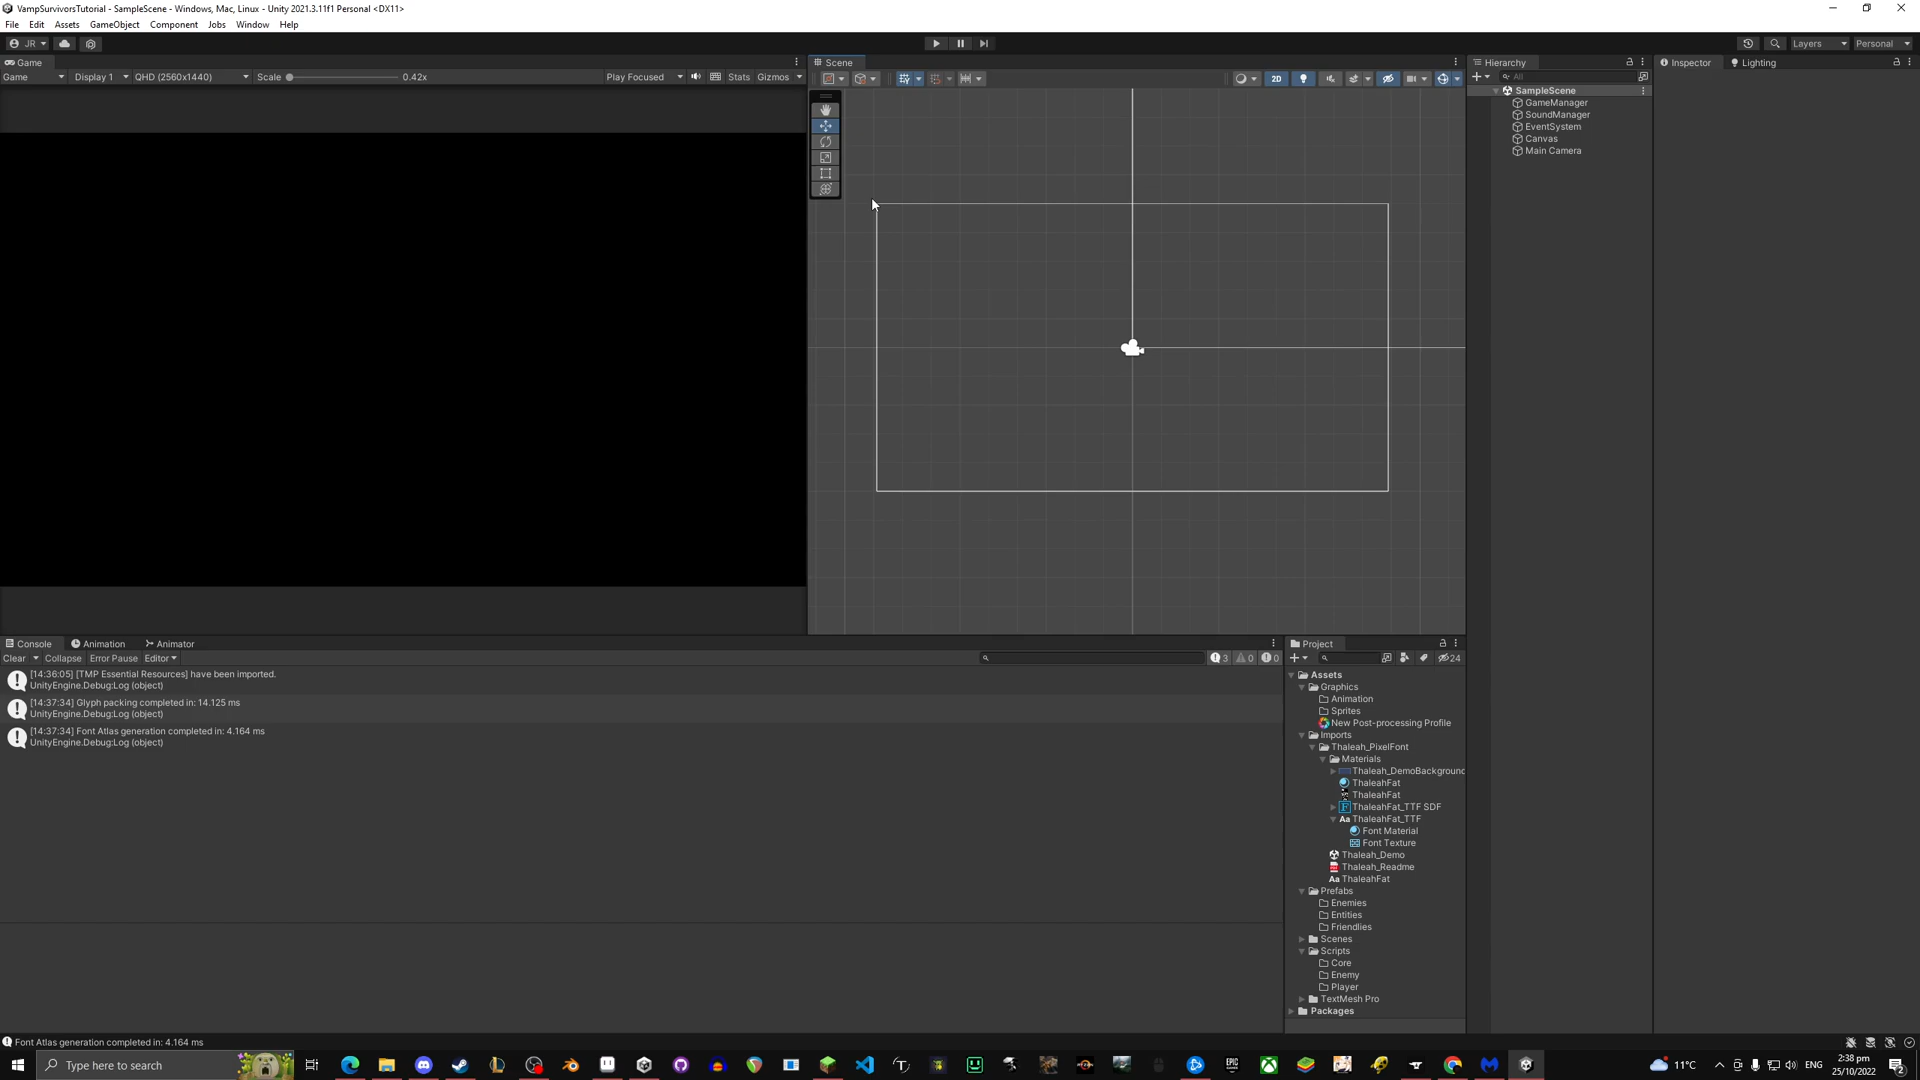 VampSurvivorsTutorial - SampleScene - Windows, Mac, Linux - Unity 2021.3.11f1 Personal <DX11>
File Edit Assets GameObject Component Jobs Window Help
JR Layers Personal
Game Scene Hierarchy Inspector Lighting
Game Display 1 QHD (2560x1440) Scale 0.42x Play Focused Stats Gizmos
2D
All
SampleScene
GameManager
SoundManager
EventSystem
Canvas
Main Camera
Console Animation Animator
Clear Collapse Error Pause Editor 3 0 0
[14:36:05] [TMP Essential Resources] have been imported.
UnityEngine.Debug:Log (object)
[14:37:34] Glyph packing completed in: 14.125 ms
UnityEngine.Debug:Log (object)
[14:37:34] Font Atlas generation completed in: 4.164 ms
UnityEngine.Debug:Log (object)
Project
24
Assets
Graphics
Animation
Sprites
New Post-processing Profile
Imports
Thaleah_PixelFont
Materials
Thaleah_DemoBackground
ThaleahFat
ThaleahFat
ThaleahFat_TTF SDF
Aa ThaleahFat_TTF
Font Material
Font Texture
Thaleah_Demo
Thaleah_Readme
Aa ThaleahFat
Prefabs
Enemies
Entities
Friendlies
Scenes
Scripts
Core
Enemy
Player
TextMesh Pro
Packages
Font Atlas generation completed in: 4.164 ms
Type here to search
11°C ENG
2:38 pm
25/10/2022